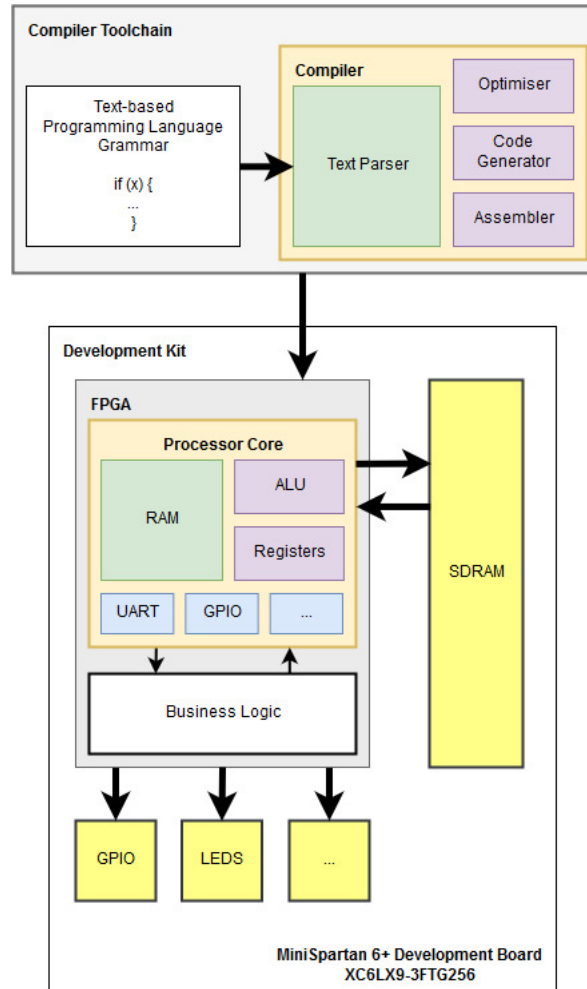 Compiler Toolchain
Text-based
Programming Language
Grammar
if (x) {
...
}
Compiler
Text Parser
Optimiser
Code
Generator
Assembler
Development Kit
FPGA
Processor Core
RAM
ALU
Registers
UART
GPIO
...
Business Logic
SDRAM
GPIO
LEDS
...
MiniSpartan 6+ Development Board
XC6LX9-3FTG256